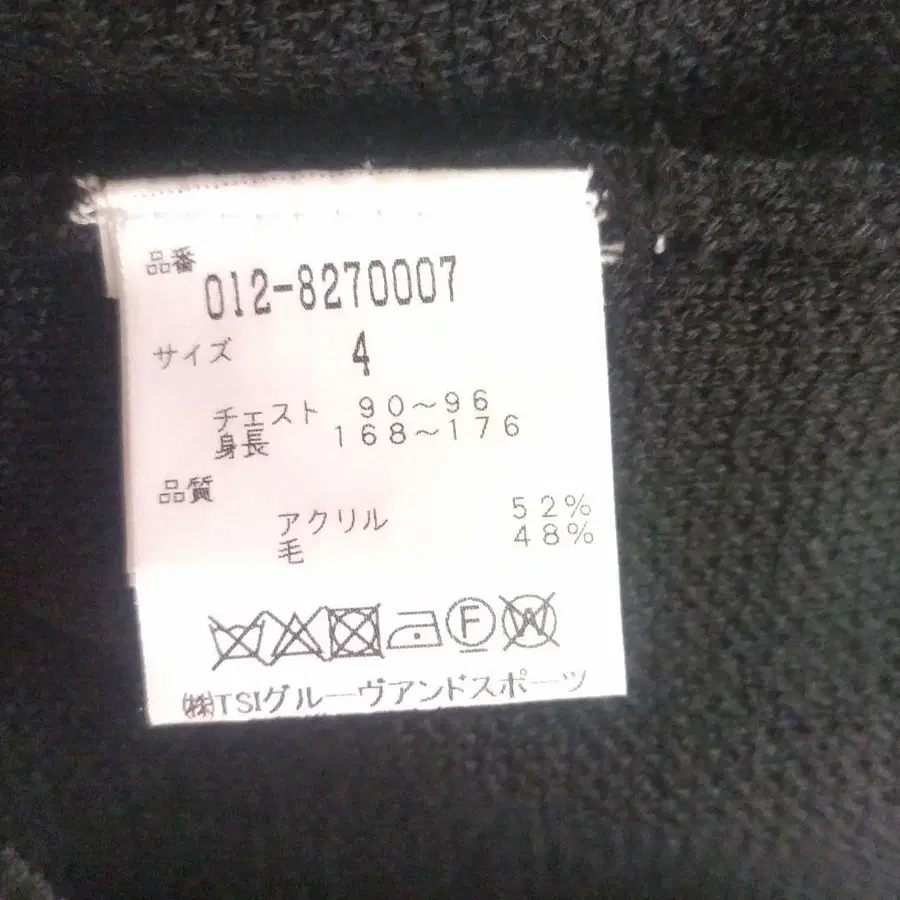 品番
012-8270007
サイズ 4
チェスト 90～96
身長 168～176
品質
アクリル 52%
毛 48%
F W
㈱TSIグルーヴアンドスポーツ